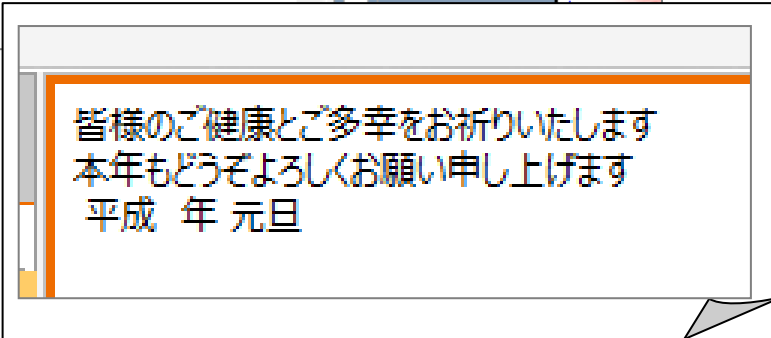 皆様のご健康とご多幸をお祈りいたします
本年もどうぞよろしくお願い申し上げます
平成　年 元旦